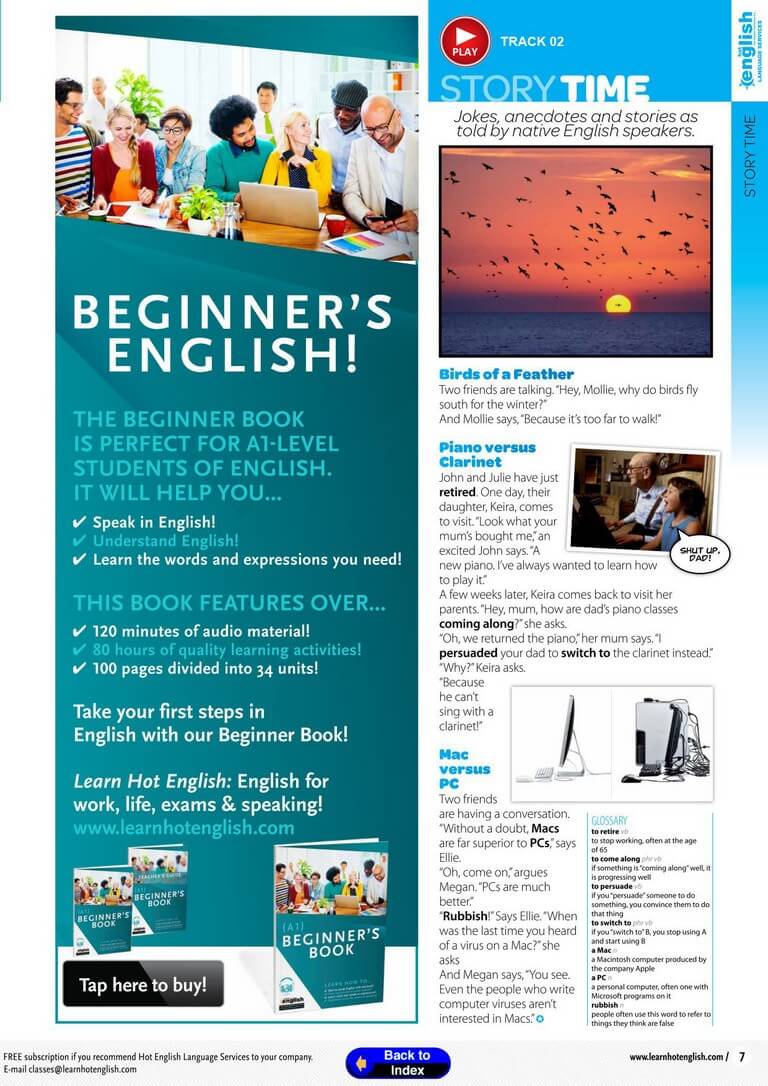 BEGINNER'S
ENGLISH!
THE BEGINNER BOOK
IS PERFECT FOR A1-LEVEL
STUDENTS OF ENGLISH.
IT WILL HELP YOU...
✔ Speak in English!
✔ Understand English!
✔ Learn the words and expressions you need!
THIS BOOK FEATURES OVER...
✔ 120 minutes of audio material!
✔ 80 hours of quality learning activities!
✔ 100 pages divided into 34 units!
Take your first steps in
English with our Beginner Book!
Learn Hot English: English for
work, life, exams & speaking!
www.learnhotenglish.com
(A1)
BEGINNER'S
BOOK
TEACHER'S GUIDE
(A1)
BEGINNER'S
BOOK
(A1)
BEGINNER'S
BOOK
LEARN HOW TO...
english
Tap here to buy!
PLAY
TRACK 02
STORY TIME
Jokes, anecdotes and stories as
told by native English speakers.
Birds of a Feather
Two friends are talking. "Hey, Mollie, why do birds fly
south for the winter?"
And Mollie says, "Because it's too far to walk!"
Piano versus
Clarinet
John and Julie have just
retired. One day, their
daughter, Keira, comes
to visit. "Look what your
mum's bought me," an
excited John says. "A
new piano. I've always wanted to learn how
to play it."
SHUT UP,
DAD!
A few weeks later, Keira comes back to visit her
parents. "Hey, mum, how are dad's piano classes
coming along?" she asks.
"Oh, we returned the piano," her mum says. "I
persuaded your dad to switch to the clarinet instead."
"Why?" Keira asks.
"Because
he can't
sing with a
clarinet!"
Mac
versus
PC
Two friends
are having a conversation.
"Without a doubt, Macs
are far superior to PCs," says
Ellie.
"Oh, come on," argues
Megan. "PCs are much
better."
"Rubbish!" Says Ellie. "When
was the last time you heard
of a virus on a Mac?" she
asks
And Megan says, "You see.
Even the people who write
computer viruses aren't
interested in Macs."
GLOSSARY
to retire vb
to stop working, often at the age
of 65
to come along phr vb
if something is "coming along" well, it
is progressing well
to persuade vb
if you "persuade" someone to do
something, you convince them to do
that thing
to switch to phr vb
if you "switch to" B, you stop using A
and start using B
a Mac n
a Macintosh computer produced by
the company Apple
a PC n
a personal computer, often one with
Microsoft programs on it
rubbish n
people often use this word to refer to
things they think are false
hot
english
LANGUAGE SERVICES
STORY TIME
FREE subscription if you recommend Hot English Language Services to your company.
E-mail classes@learnhotenglish.com
Back to
Index
www.learnhotenglish.com / 7